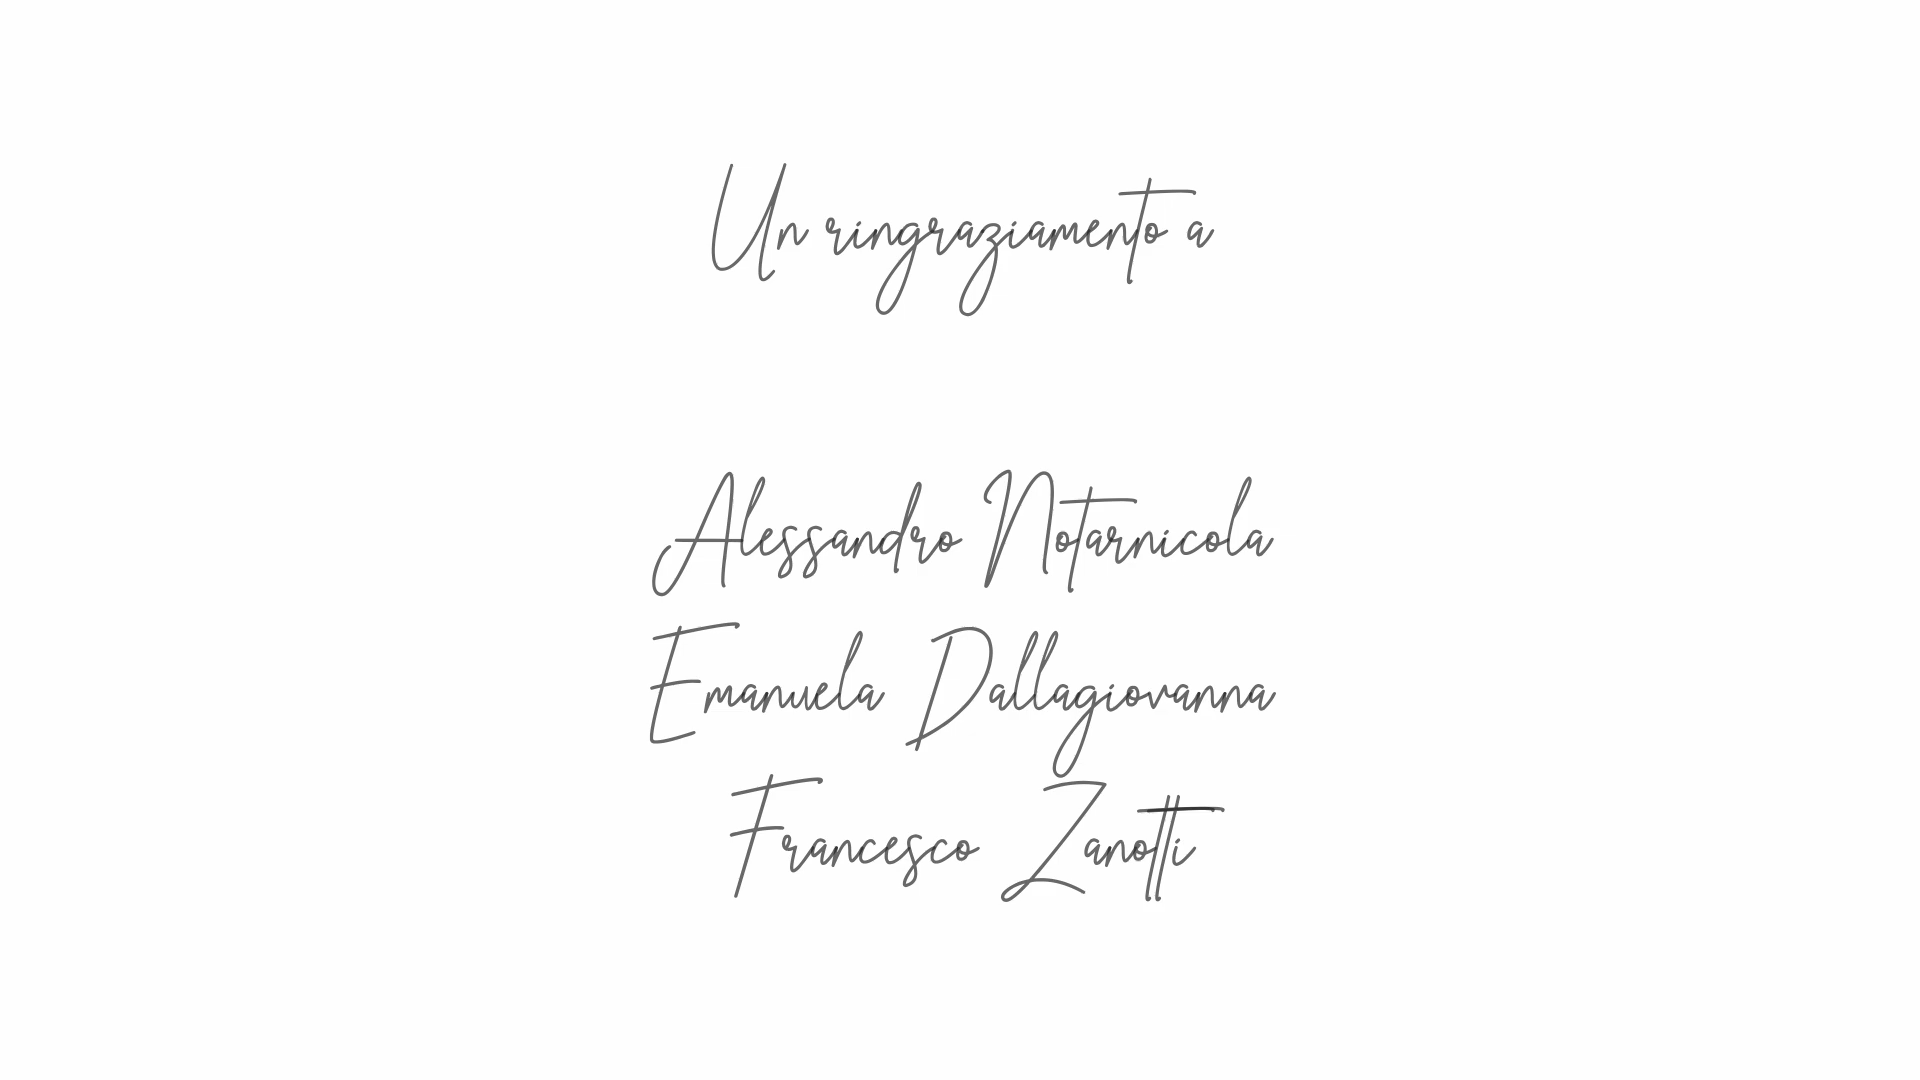 Un ringraziamento a
Alessandro Notarnicola
Emanuela Dallagiovanna
Francesco Zanotti